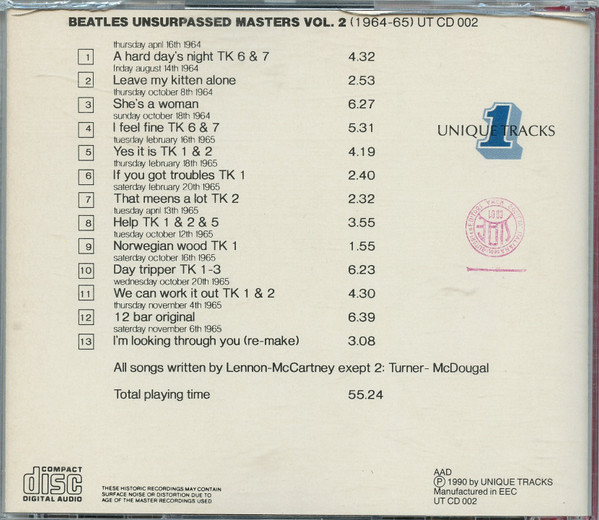 BEATLES UNSURPASSED MASTERS VOL. 2 (1964-65) UT CD 002
thursday april 16th 1964
1 A hard day's night TK 6 & 7 4.32
friday august 14th 1964
2 Leave my kitten alone 2.53
thursday october 8th 1964
3 She's a woman 6.27
sunday october 18th 1964
4 I feel fine TK 6 & 7 5.31
tuesday february 16th 1965
5 Yes it is TK 1 & 2 4.19
thursday february 18th 1965
6 If you got troubles TK 1 2.40
saturday february 20th 1965
7 That meens a lot TK 2 2.32
tuesday april 13th 1965
8 Help TK 1 & 2 & 5 3.55
tuesday october 12th 1965
9 Norwegian wood TK 1 1.55
saturday october 16th 1965
10 Day tripper TK 1-3 6.23
wednesday october 20th 1965
11 We can work it out TK 1 & 2 4.30
thursday november 4th 1965
12 12 bar original 6.39
saturday november 6th 1965
13 I'm looking through you (re-make) 3.08
1
UNIQUE TRACKS
All songs written by Lennon-McCartney exept 2: Turner- McDougal
Total playing time 55.24
COMPACT
disc
DIGITAL AUDIO
THESE HISTORIC RECORDINGS MAY CONTAIN
SURFACE NOISE OR DISTORTION DUE TO
AGE OF THE MASTER RECORDINGS USED
AAD
Ⓟ 1990 by UNIQUE TRACKS
Manufactured in EEC
UT CD 002